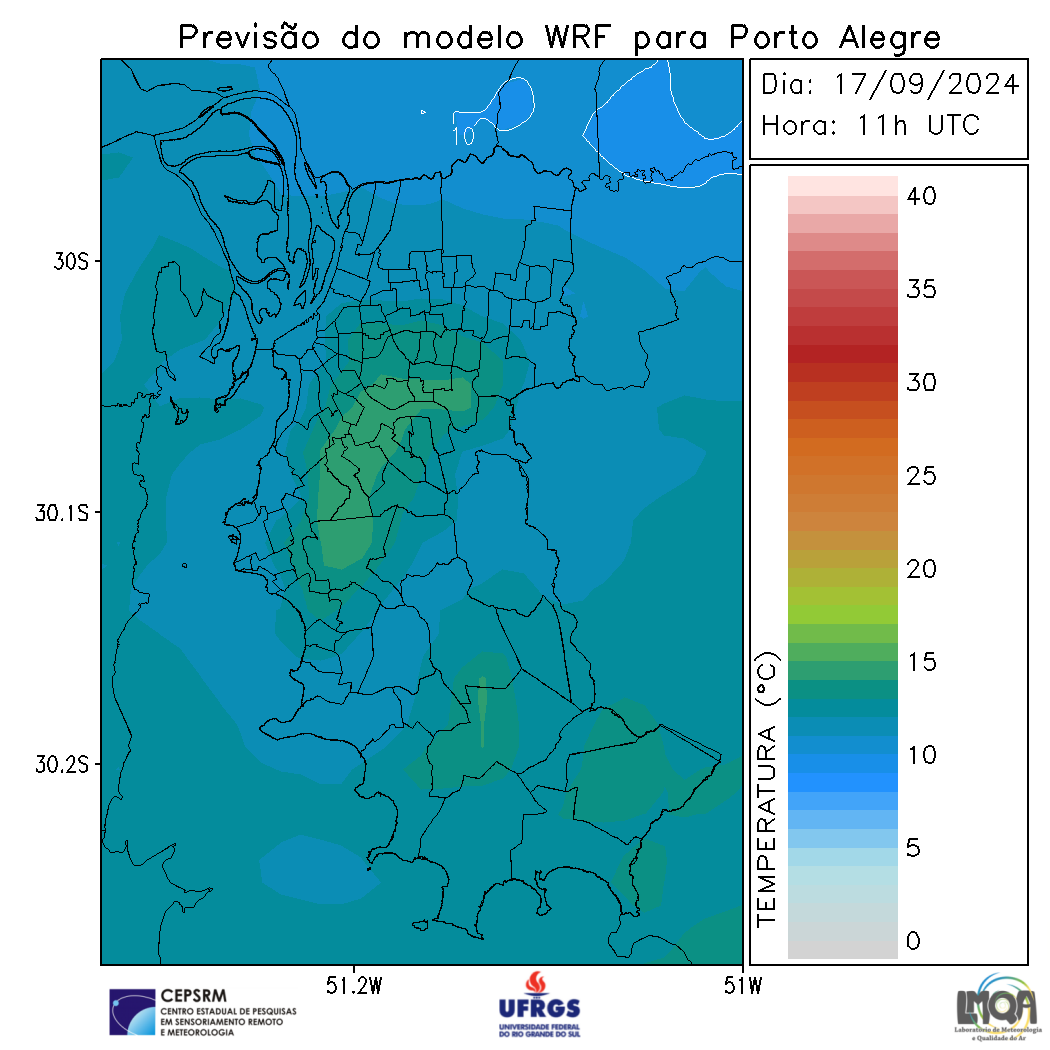 Previsão do modelo WRF para Porto Alegre
Dia: 17/09/2024
Hora: 11h UTC
10
30S
30.1S
30.2S
51.2W
51W
TEMPERATURA (°C)
40
35
30
25
20
15
10
5
0
CEPSRM
CENTRO ESTADUAL DE PESQUISAS
EM SENSORIAMENTO REMOTO
E METEOROLOGIA
UFRGS
UNIVERSIDADE FEDERAL
DO RIO GRANDE DO SUL
LMQA
Laboratório de Meteorologia
e Qualidade do Ar